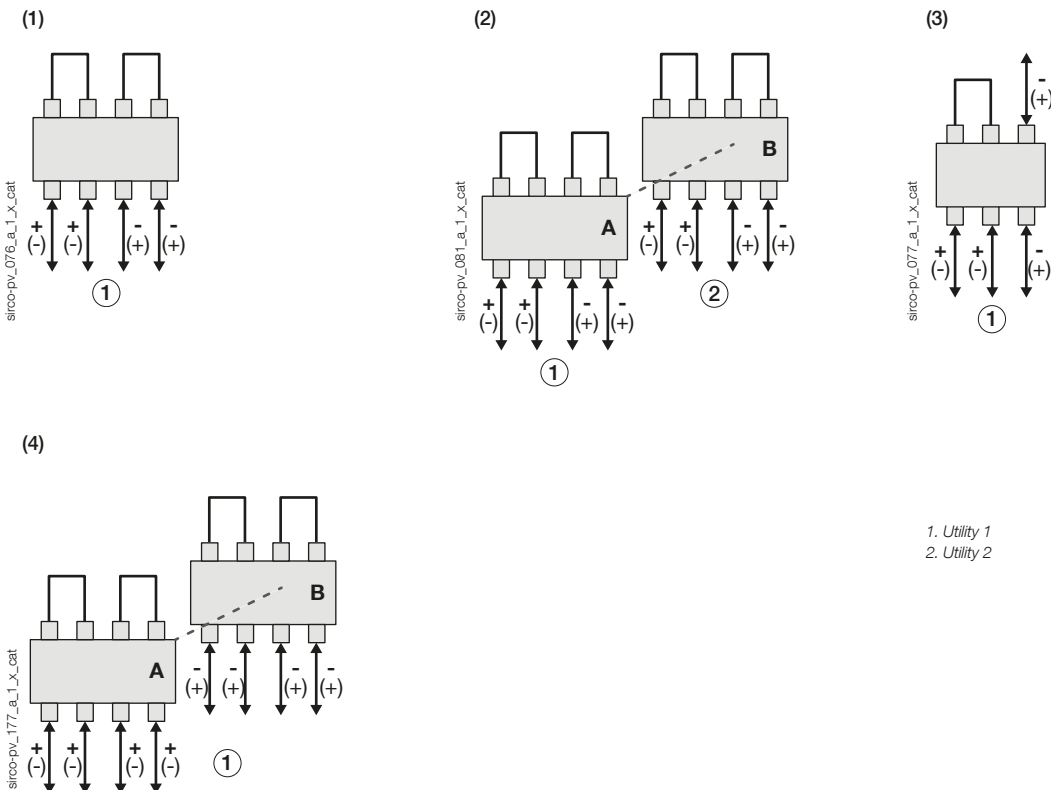 (1)
sirco-pv_076_a_1_x_cat
+ + - -
(-) (-) (+) (+)
1
(2)
sirco-pv_081_a_1_x_cat
A
+ + - -
(-) (-) (+) (+)
1
B
+ + - -
(-) (-) (+) (+)
2
(3)
sirco-pv_077_a_1_x_cat
-
(+)
+ + -
(-) (-) (+)
1
(4)
sirco-pv_177_a_1_x_cat
A
+ + + +
(-) (-) (-) (-)
B
- - - -
(+) (+) (+) (+)
1
1. Utility 1
2. Utility 2